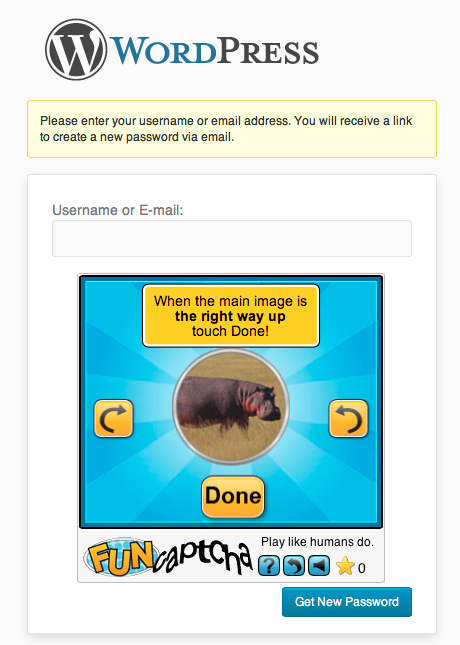 WORDPRESS
Please enter your username or email address. You will receive a link
to create a new password via email.
Username or E-mail:
When the main image is
the right way up
touch Done!
Done
FUNcaptcha
Play like humans do.
? 0
Get New Password